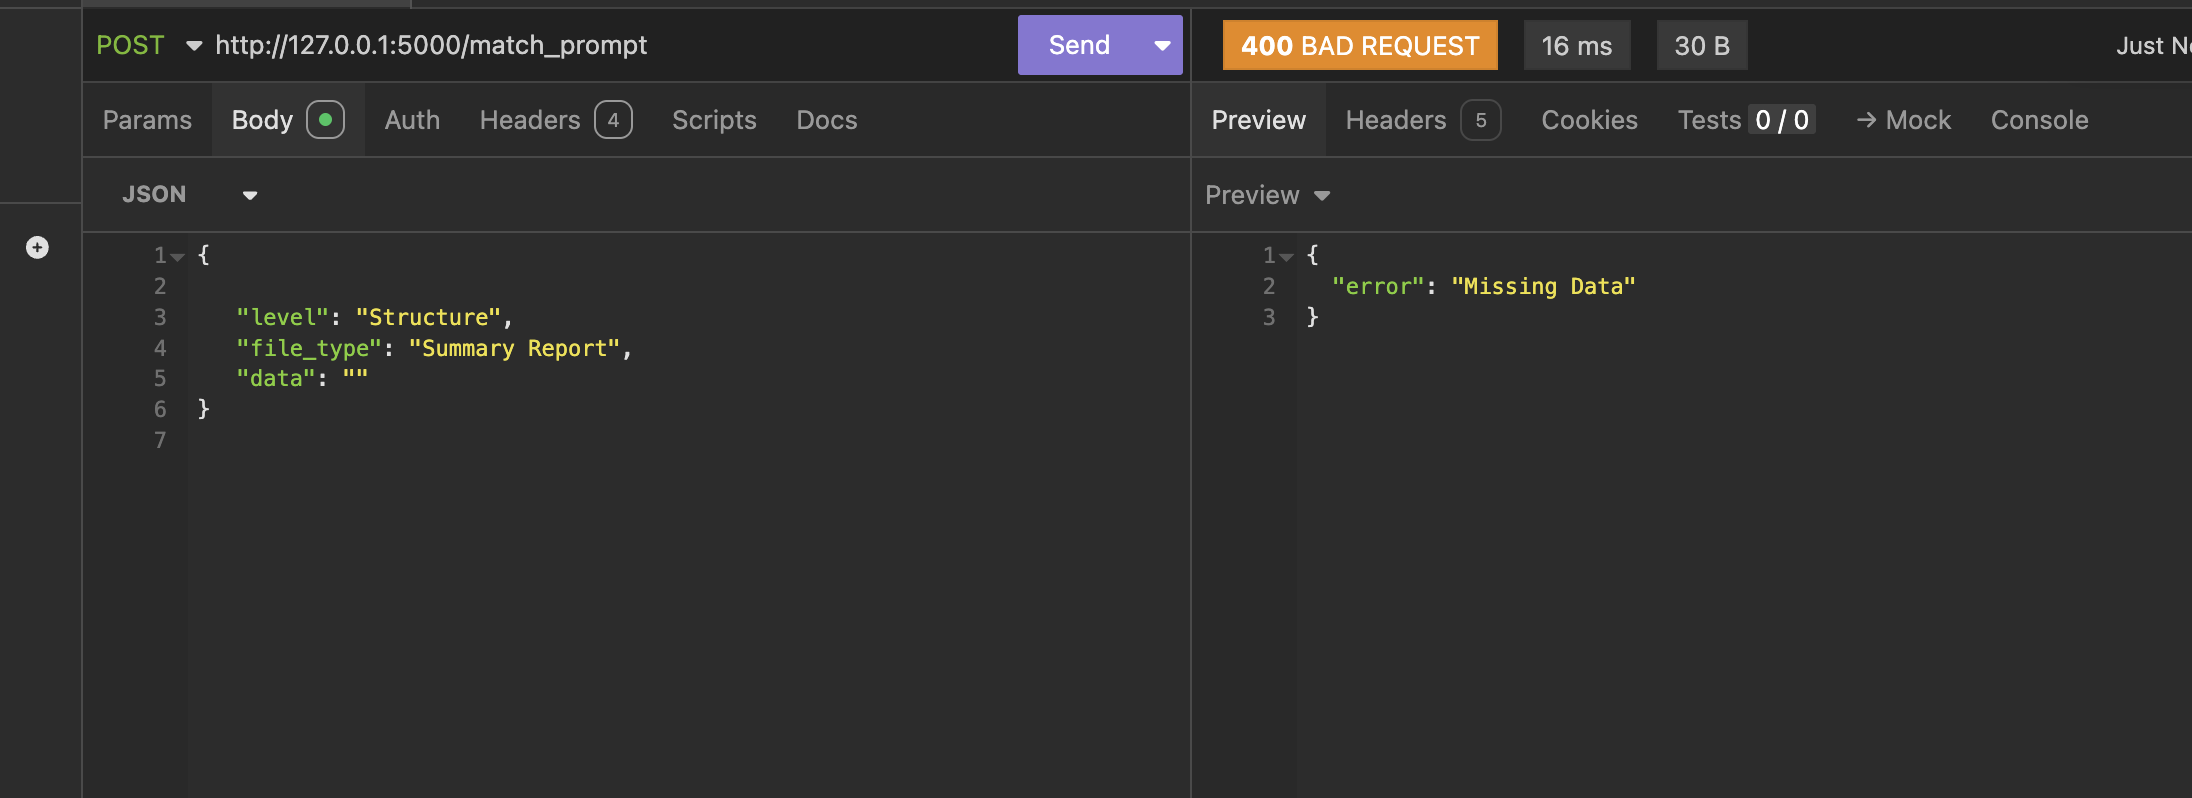 POST http://127.0.0.1:5000/match_prompt Send 400 BAD REQUEST 16 ms 30 B Just N
Params Body Auth Headers 4 Scripts Docs Preview Headers 5 Cookies Tests 0 / 0 → Mock Console
JSON Preview
1 {
2
3 "level": "Structure",
4 "file_type": "Summary Report",
5 "data": ""
6 }
7
1 {
2 "error": "Missing Data"
3 }